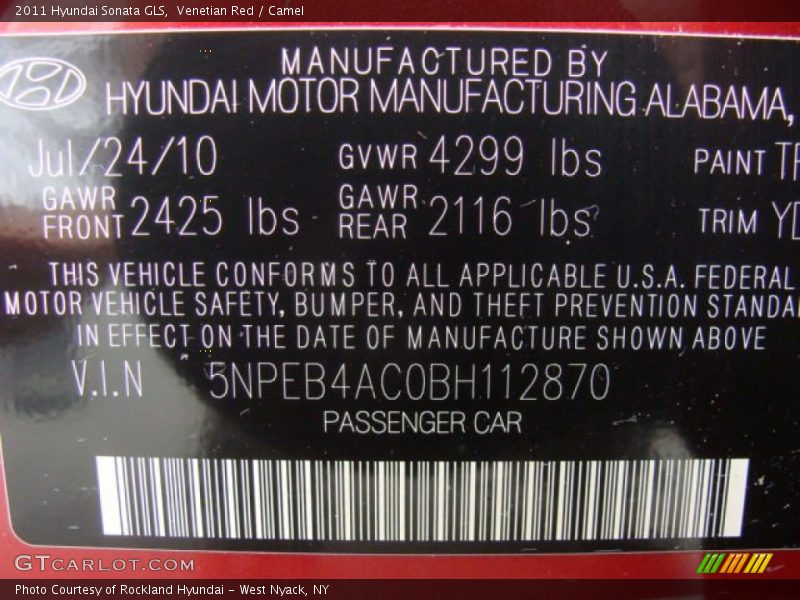 2011 Hyundai Sonata GLS, Venetian Red / Camel
MANUFACTURED BY
HYUNDAI MOTOR MANUFACTURING ALABAMA,
Jul/24/10 GVWR 4299 lbs PAINT TR
GAWR FRONT 2425 lbs GAWR REAR 2116 lbs TRIM
THIS VEHICLE CONFORMS TO ALL APPLICABLE U.S.A. FEDERAL
MOTOR VEHICLE SAFETY, BUMPER, AND THEFT PREVENTION STANDA
IN EFFECT ON THE DATE OF MANUFACTURE SHOWN ABOVE
V.I.N 5NPEB4AC0BH112870
PASSENGER CAR
GTCARLOT.COM
Photo Courtesy of Rockland Hyundai - West Nyack, NY